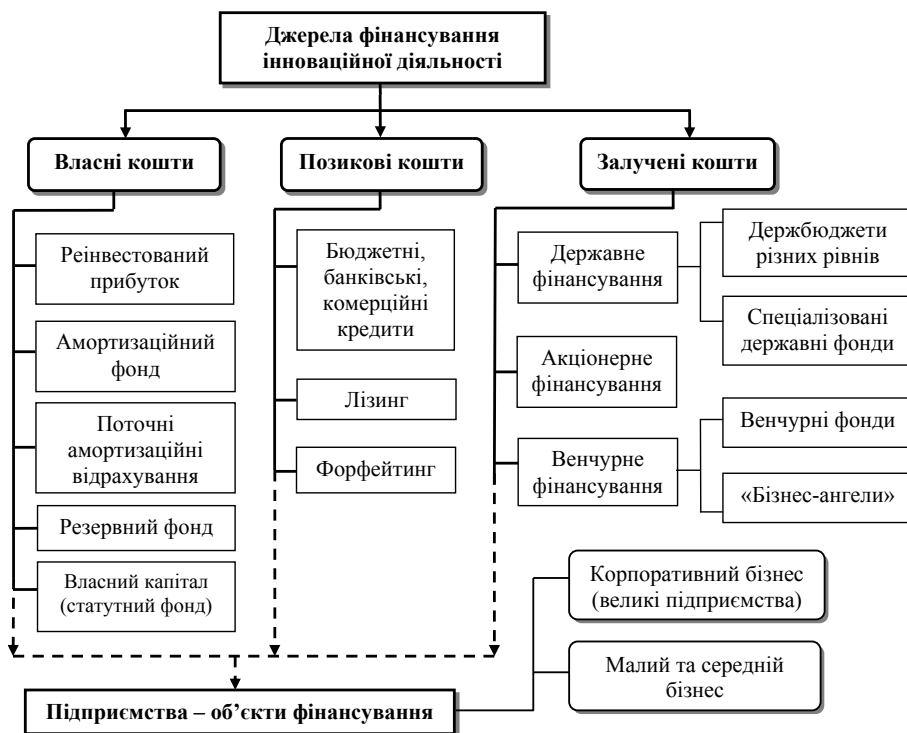 Джерела фінансування
інноваційної діяльності
Власні кошти
Позикові кошти
Залучені кошти
Реінвестований
прибуток
Амортизаційний
фонд
Поточні
амортизаційні
відрахування
Резервний фонд
Власний капітал
(статутний фонд)
Бюджетні,
банківські,
комерційні
кредити
Лізинг
Форфейтинг
Державне
фінансування
Акціонерне
фінансування
Венчурне
фінансування
Держбюджети
різних рівнів
Спеціалізовані
державні фонди
Венчурні фонди
«Бізнес-ангели»
Підприємства – об’єкти фінансування
Корпоративний бізнес
(великі підприємства)
Малий та середній
бізнес